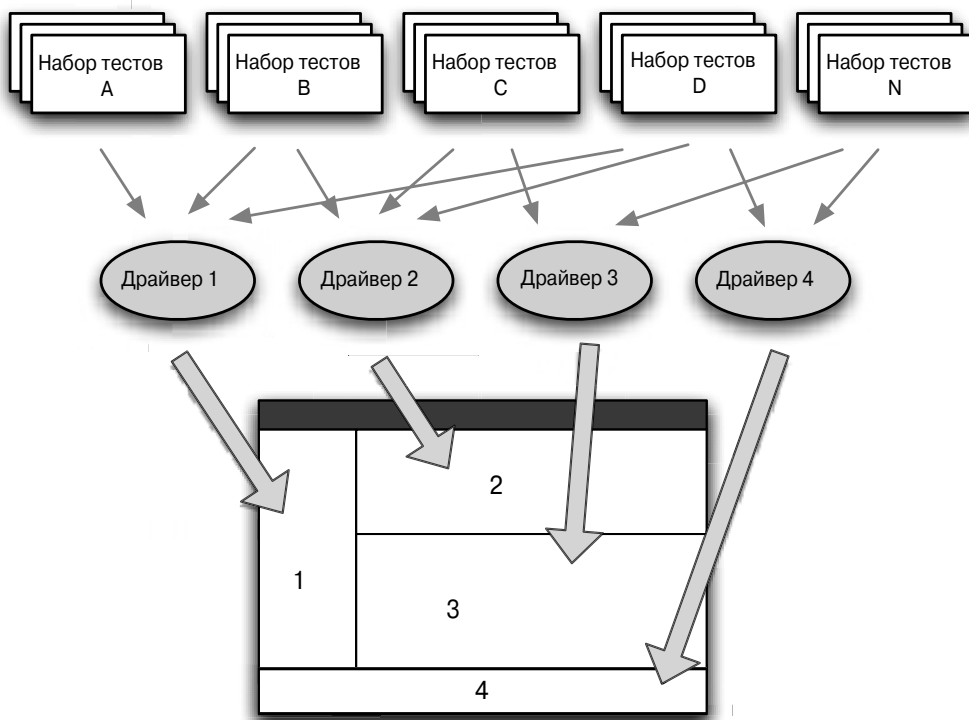 Набор тестов
A
Набор тестов
B
Набор тестов
C
Набор тестов
D
Набор тестов
N
Драйвер 1
Драйвер 2
Драйвер 3
Драйвер 4
2
1
3
4